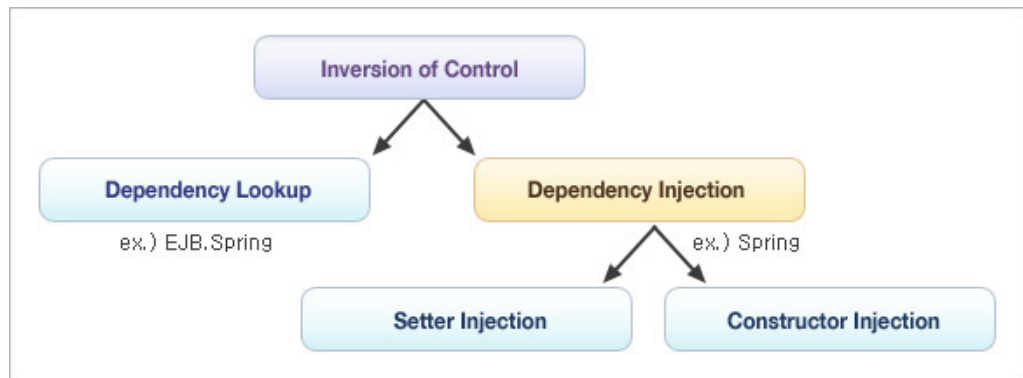 Inversion of Control
Dependency Lookup
Dependency Injection
ex.) EJB.Spring
ex.) Spring
Setter Injection
Constructor Injection